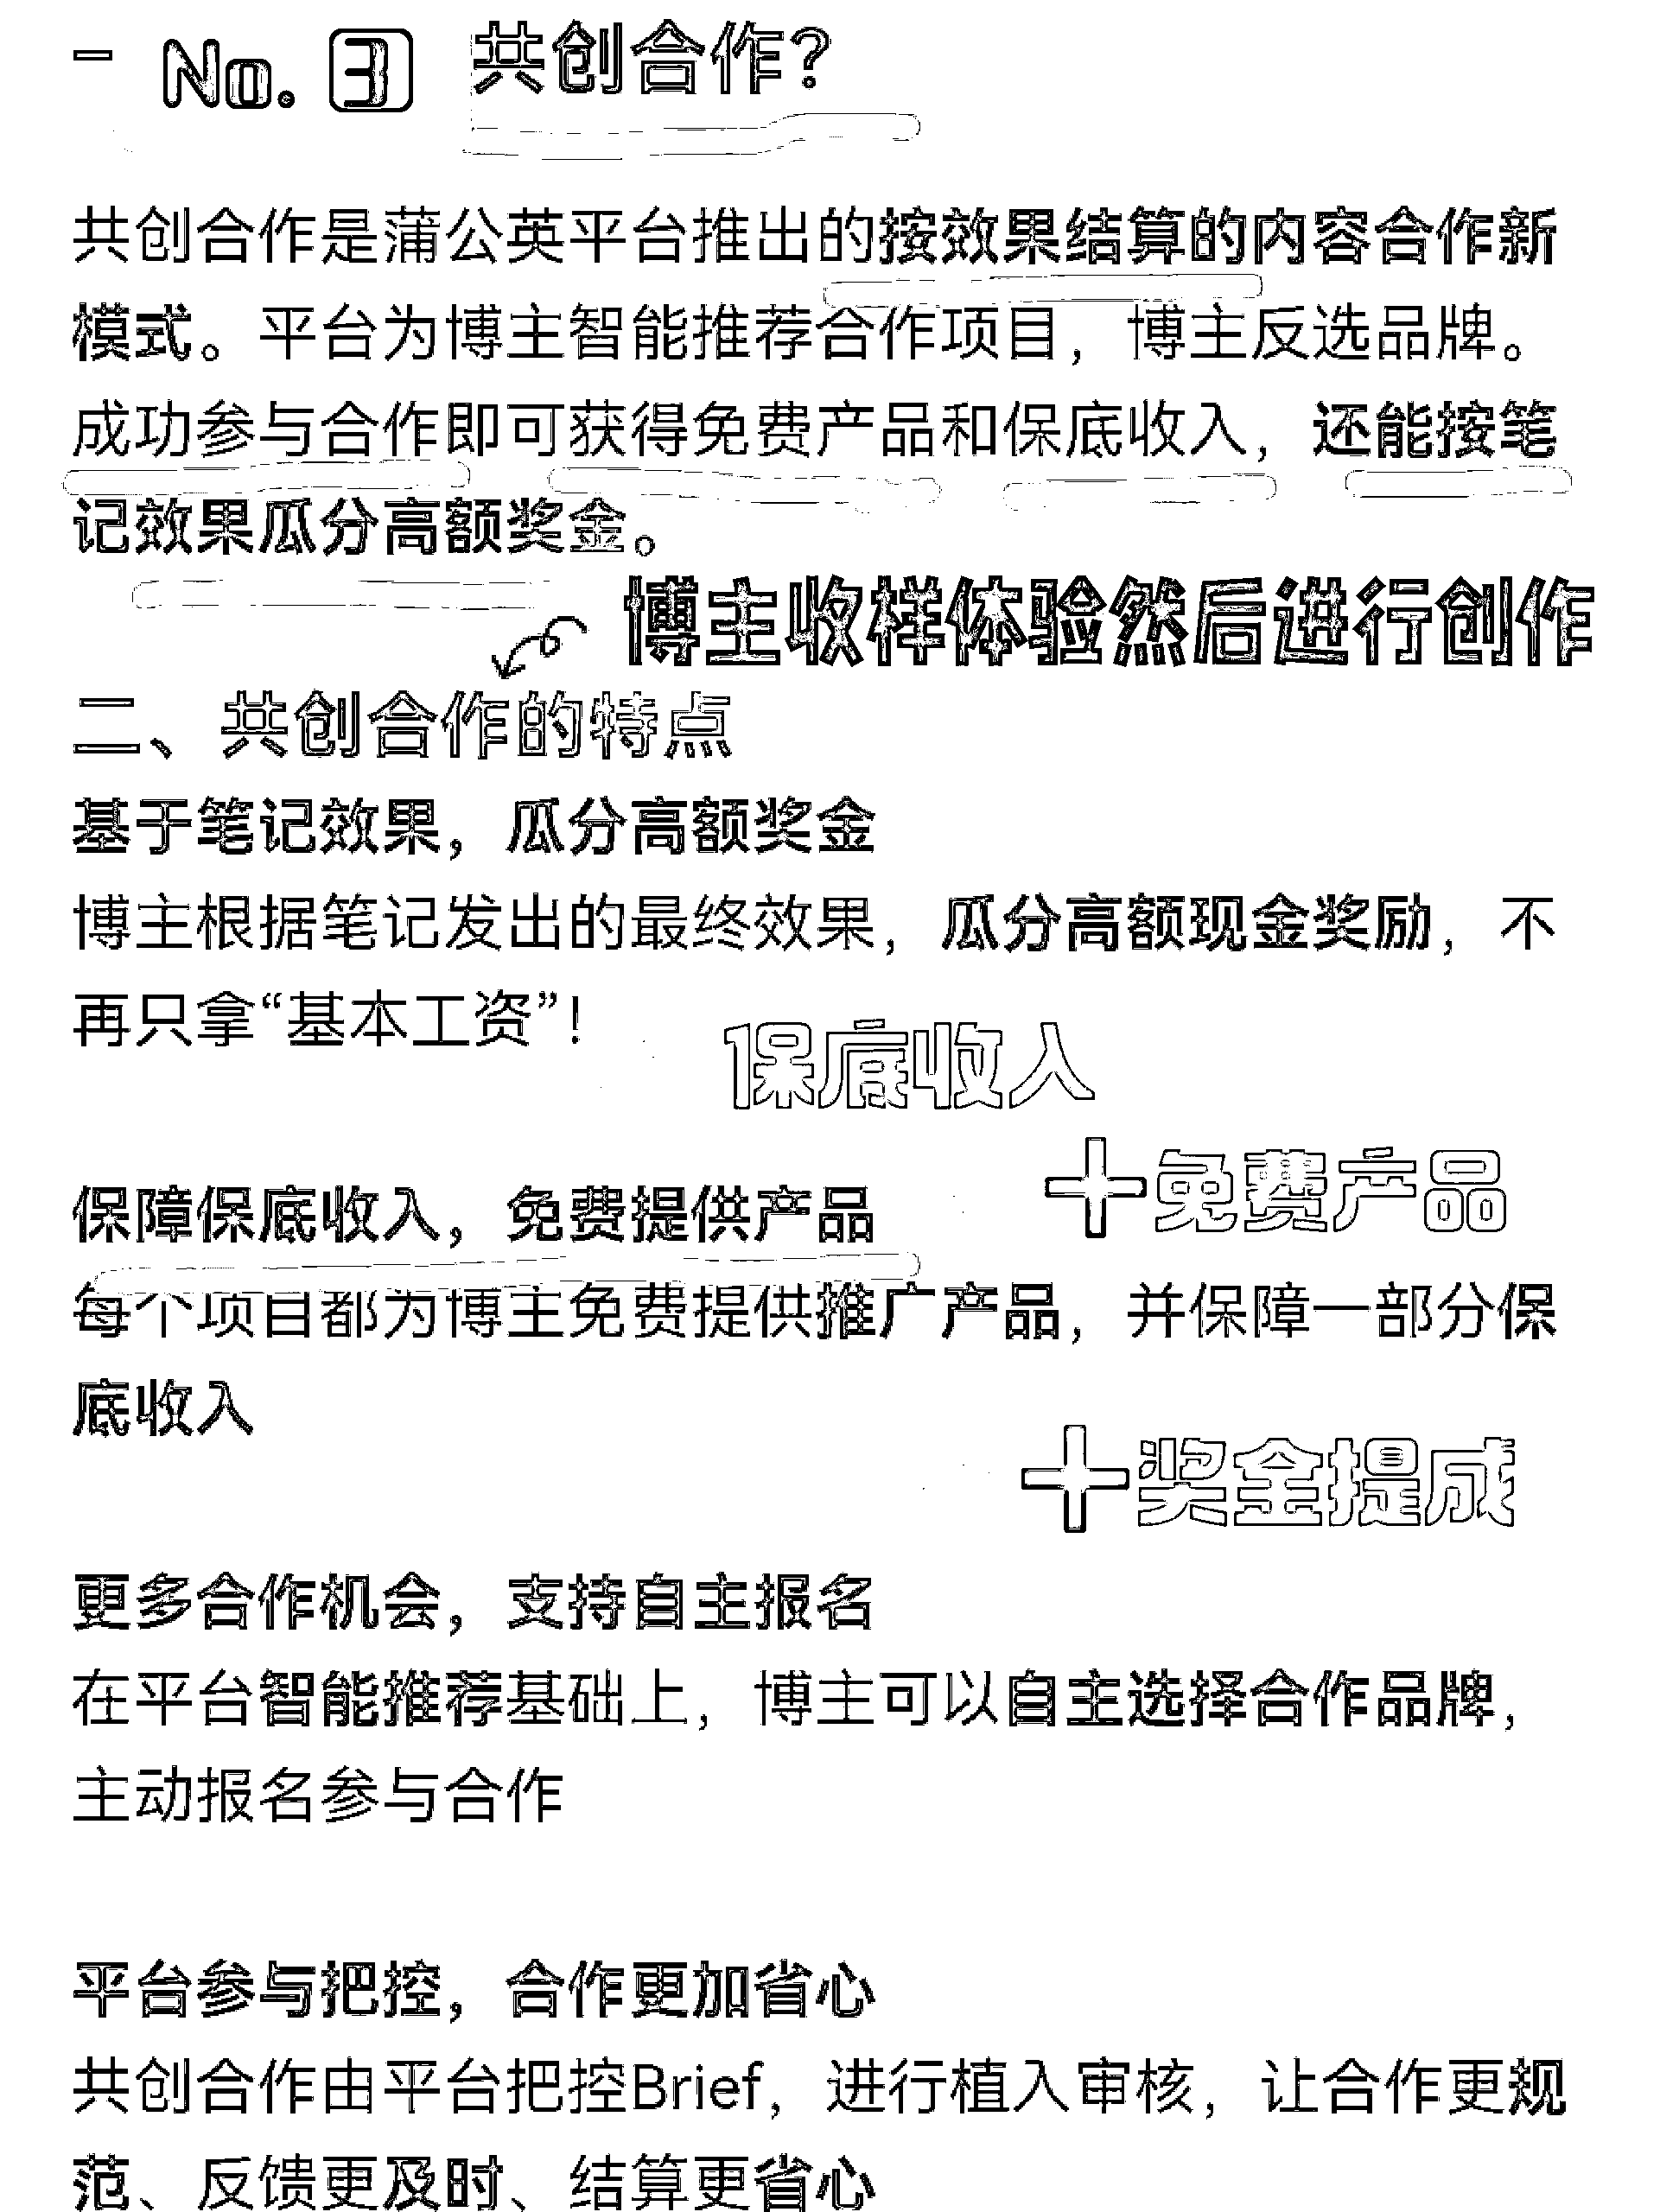 No. 3 共创合作?
共创合作是蒲公英平台推出的按效果结算的内容合作新
模式。平台为博主智能推荐合作项目，博主反选品牌。
成功参与合作即可获得免费产品和保底收入，还能按笔
记效果瓜分高额奖金。
博主收样体验然后进行创作
二、共创合作的特点
基于笔记效果，瓜分高额奖金
博主根据笔记发出的最终效果，瓜分高额现金奖励，不
再只拿“基本工资”！
保底收入
+免费产品
保障保底收入，免费提供产品
每个项目都为博主免费提供推广产品，并保障一部分保
底收入
+奖金提成
更多合作机会，支持自主报名
在平台智能推荐基础上，博主可以自主选择合作品牌，
主动报名参与合作
平台参与把控，合作更加省心
共创合作由平台把控Brief，进行植入审核，让合作更规
范、反馈更及时、结算更省心